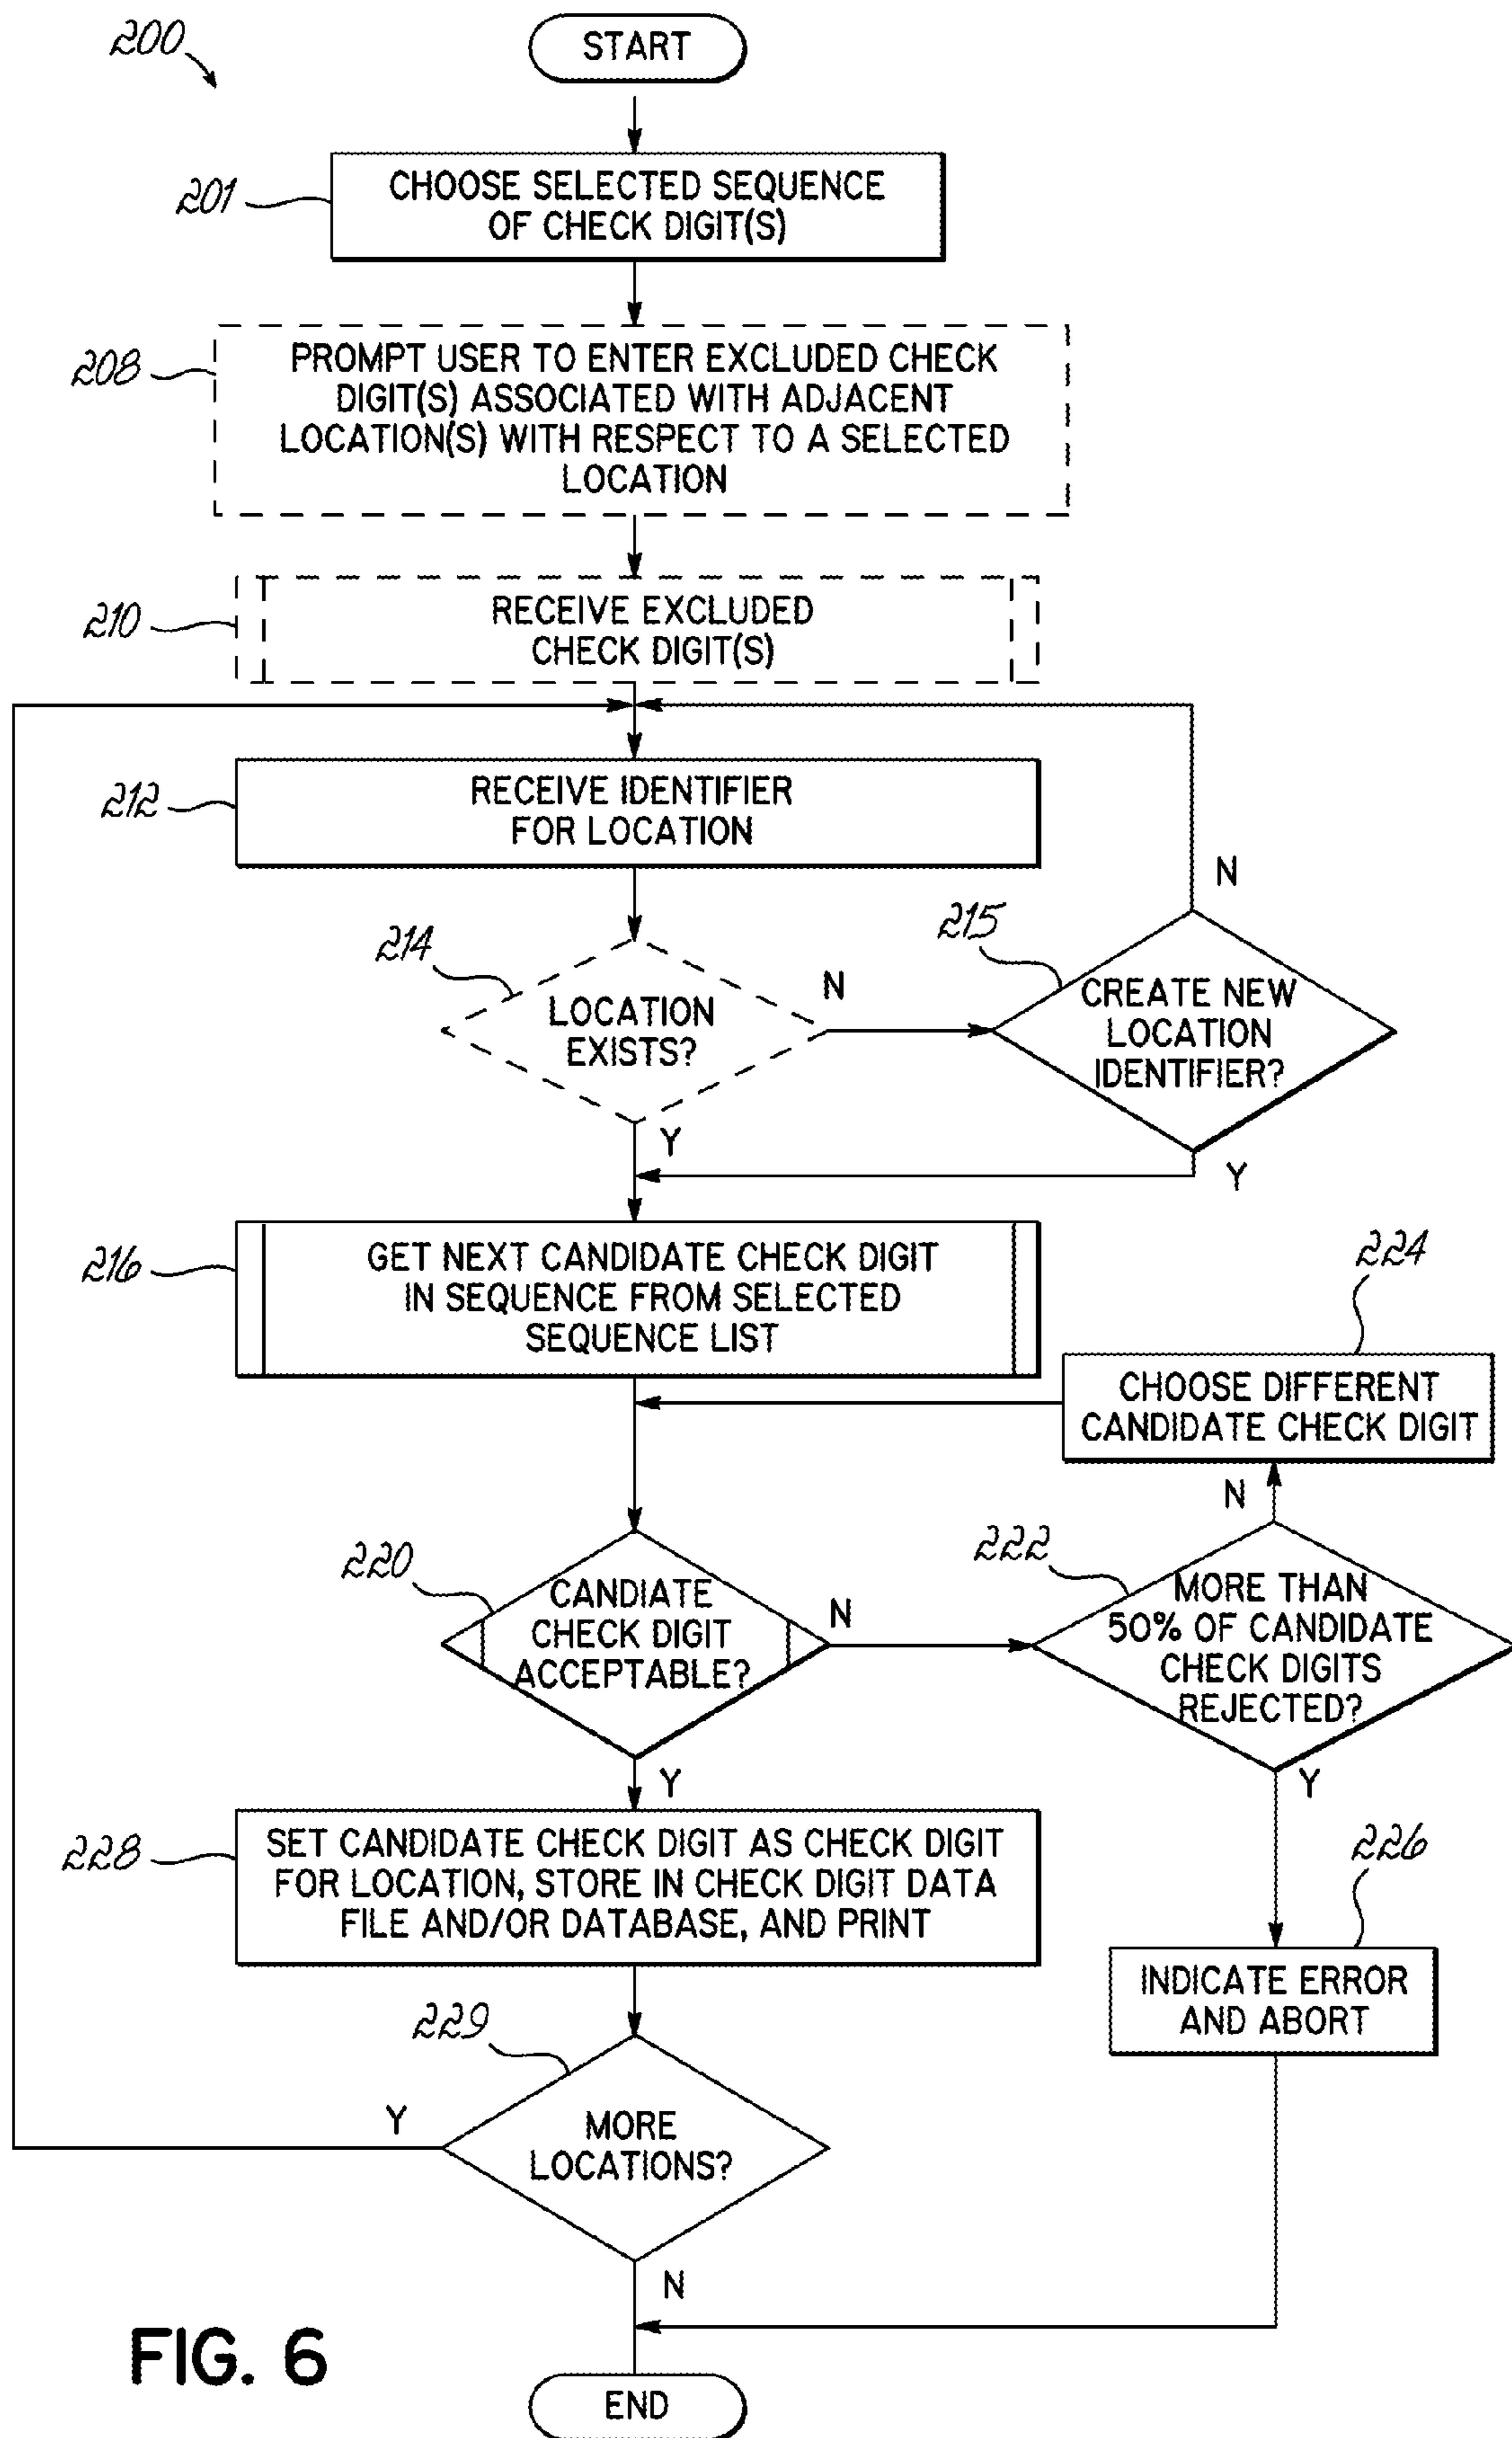 200
START
201
CHOOSE SELECTED SEQUENCE
OF CHECK DIGIT(S)
208
PROMPT USER TO ENTER EXCLUDED CHECK
DIGIT(S) ASSOCIATED WITH ADJACENT
LOCATION(S) WITH RESPECT TO A SELECTED
LOCATION
210
RECEIVE EXCLUDED
CHECK DIGIT(S)
212
RECEIVE IDENTIFIER
FOR LOCATION
N
214
LOCATION
EXISTS?
N
215
CREATE NEW
LOCATION
IDENTIFIER?
Y
Y
216
GET NEXT CANDIDATE CHECK DIGIT
IN SEQUENCE FROM SELECTED
SEQUENCE LIST
224
CHOOSE DIFFERENT
CANDIDATE CHECK DIGIT
N
220
CANDIATE
CHECK DIGIT
ACCEPTABLE?
N
222
MORE THAN
50% OF CANDIDATE
CHECK DIGITS
REJECTED?
Y
Y
228
SET CANDIDATE CHECK DIGIT AS CHECK DIGIT
FOR LOCATION, STORE IN CHECK DIGIT DATA
FILE AND/OR DATABASE, AND PRINT
226
INDICATE ERROR
AND ABORT
229
Y
MORE
LOCATIONS?
N
FIG. 6
END